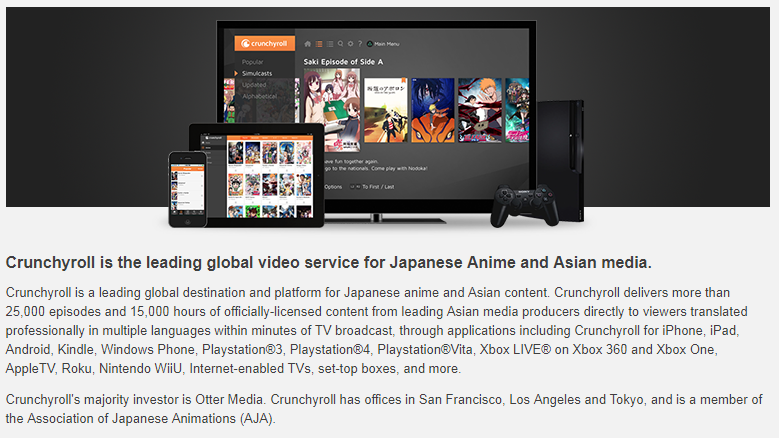 crunchyroll
Main Menu
Popular
Simulcasts
Updated
Alphabetical
Saki Episode of Side A
ave fun together again.
go to the nationals. Come play with Nodoka!
Options
To First / Last
Crunchyroll is the leading global video service for Japanese Anime and Asian media.
Crunchyroll is a leading global destination and platform for Japanese anime and Asian content. Crunchyroll delivers more than
25,000 episodes and 15,000 hours of officially-licensed content from leading Asian media producers directly to viewers translated
professionally in multiple languages within minutes of TV broadcast, through applications including Crunchyroll for iPhone, iPad,
Android, Kindle, Windows Phone, Playstation®3, Playstation®4, Playstation®Vita, Xbox LIVE® on Xbox 360 and Xbox One,
AppleTV, Roku, Nintendo WiiU, Internet-enabled TVs, set-top boxes, and more.
Crunchyroll's majority investor is Otter Media. Crunchyroll has offices in San Francisco, Los Angeles and Tokyo, and is a member of
the Association of Japanese Animations (AJA).